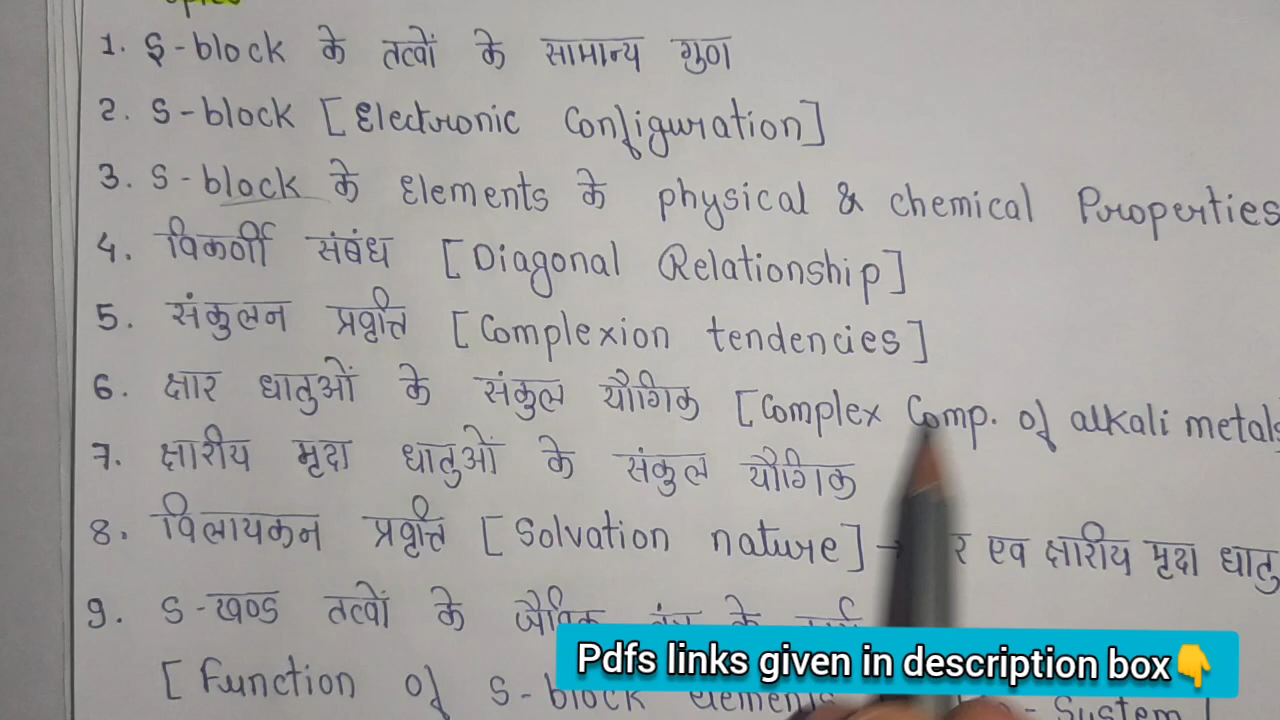 1. S-block के तत्वों के सामान्य गुण
2. S-block [Electronic Configuration]
3. S-block के Elements के physical & chemical Properties
4. विकर्णी संबंध [Diagonal Relationship]
5. संकुलन प्रवृत्ति [Complexion tendencies]
6. क्षार धातुओं के संकुल यौगिक [Complex Comp. of alkali metals
7. क्षारीय मृदा धातुओं के संकुल यौगिक
8. विलायकन प्रवृत्ति [Solvation nature] → एव क्षारीय मृदा धातु
9. S-खण्ड तत्वों के जैविक के
[Function of S-block elements System]
Pdfs links given in description box👇